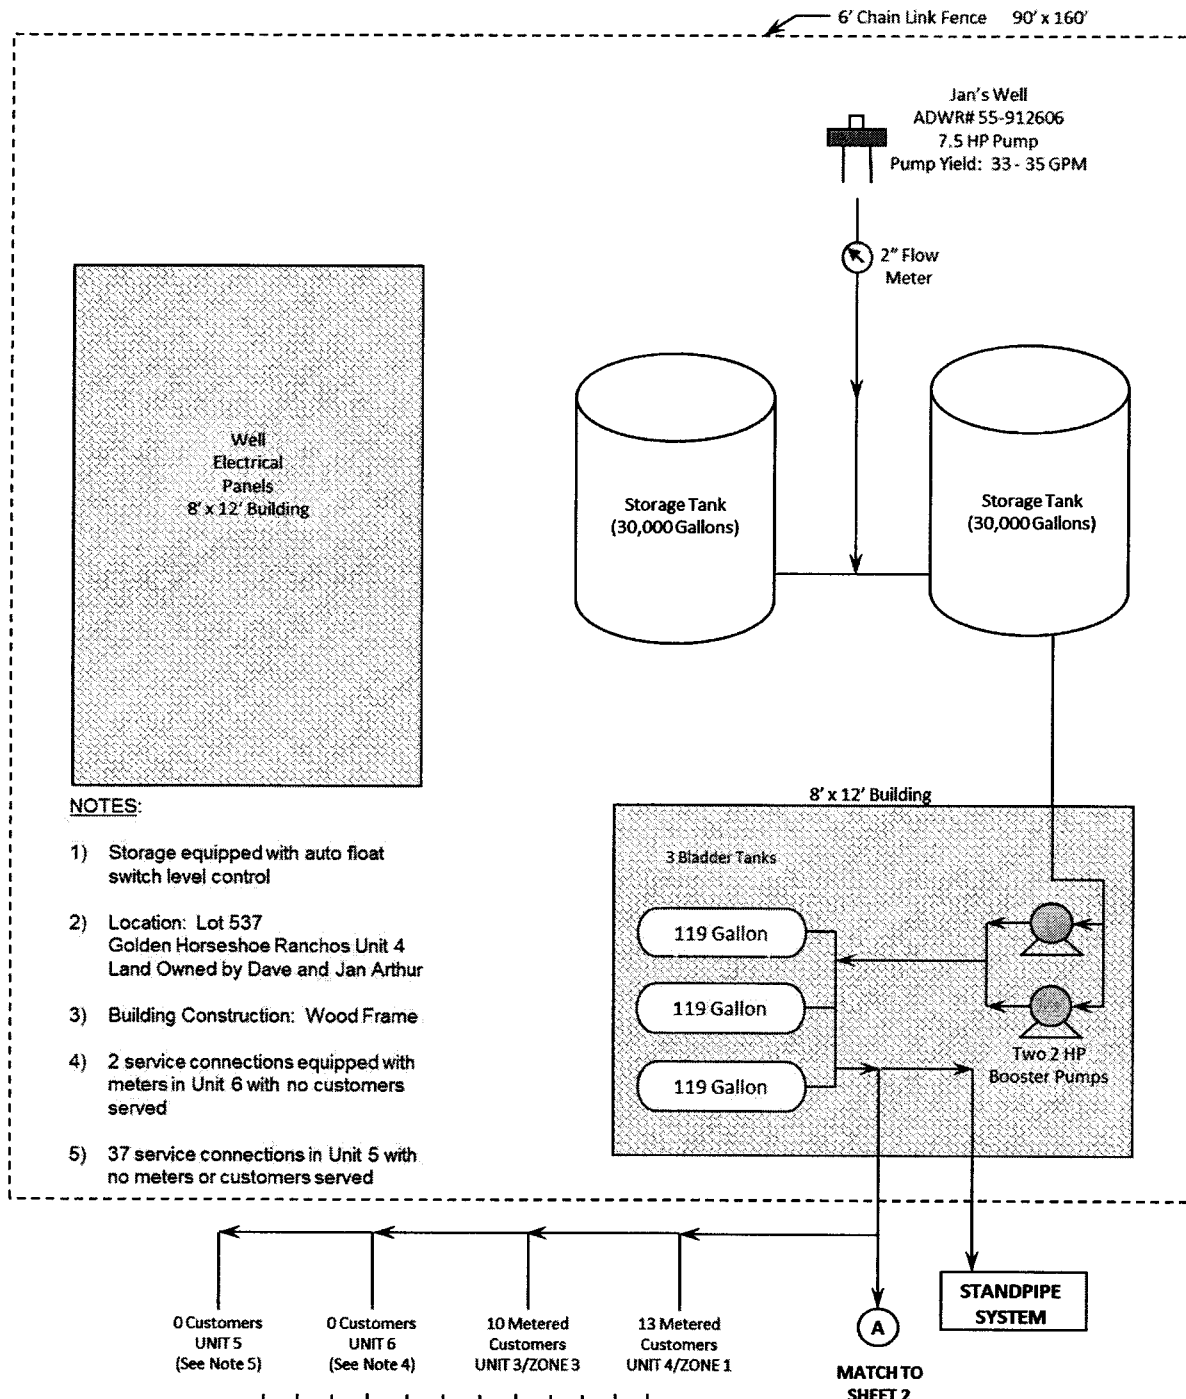 6' Chain Link Fence 90' x 160'
Jan's Well
ADWR# 55-912606
7.5 HP Pump
Pump Yield: 33 - 35 GPM
2" Flow
Meter
Well
Electrical
Panels
8' x 12' Building
Storage Tank
(30,000 Gallons)
Storage Tank
(30,000 Gallons)
NOTES:
1) Storage equipped with auto float
switch level control
2) Location: Lot 537
Golden Horseshoe Ranchos Unit 4
Land Owned by Dave and Jan Arthur
3) Building Construction: Wood Frame
4) 2 service connections equipped with
meters in Unit 6 with no customers
served
5) 37 service connections in Unit 5 with
no meters or customers served
8' x 12' Building
3 Bladder Tanks
119 Gallon
119 Gallon
119 Gallon
Two 2 HP
Booster Pumps
0 Customers
UNIT 5
(See Note 5)
0 Customers
UNIT 6
(See Note 4)
10 Metered
Customers
UNIT 3/ZONE 3
13 Metered
Customers
UNIT 4/ZONE 1
A
MATCH TO
SHEET 2
STANDPIPE
SYSTEM